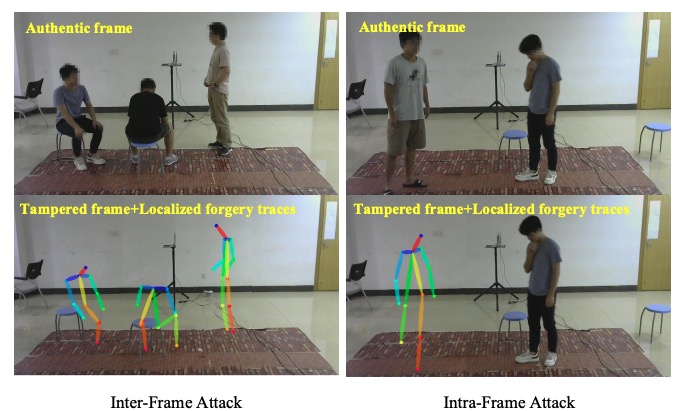 Authentic frame
Authentic frame
Tampered frame+Localized forgery traces
Tampered frame+Localized forgery traces
Inter-Frame Attack
Intra-Frame Attack